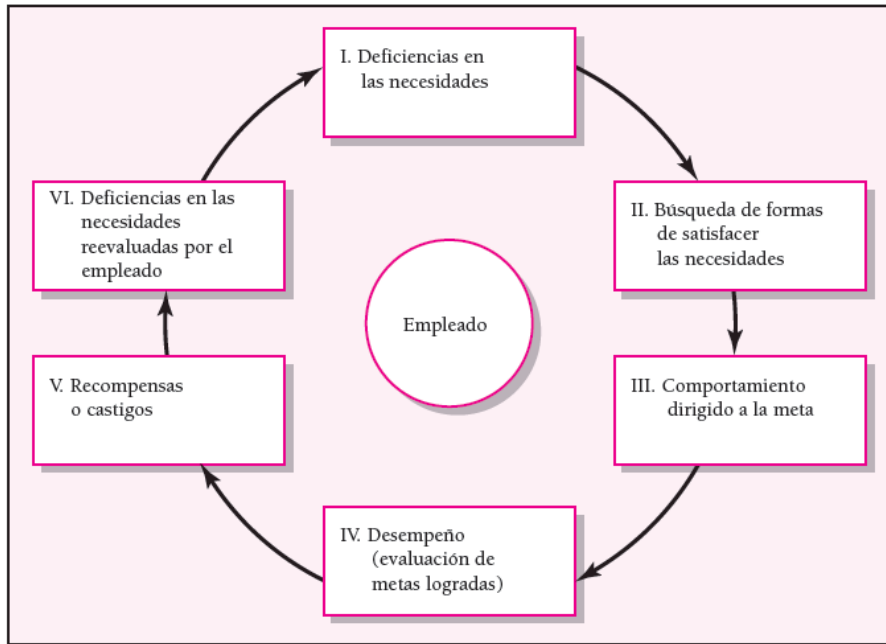 I. Deficiencias en
las necesidades
II. Búsqueda de formas
de satisfacer
las necesidades
III. Comportamiento
dirigido a la meta
IV. Desempeño
(evaluación de
metas logradas)
V. Recompensas
o castigos
VI. Deficiencias en las
necesidades
reevaluadas por el
empleado
Empleado